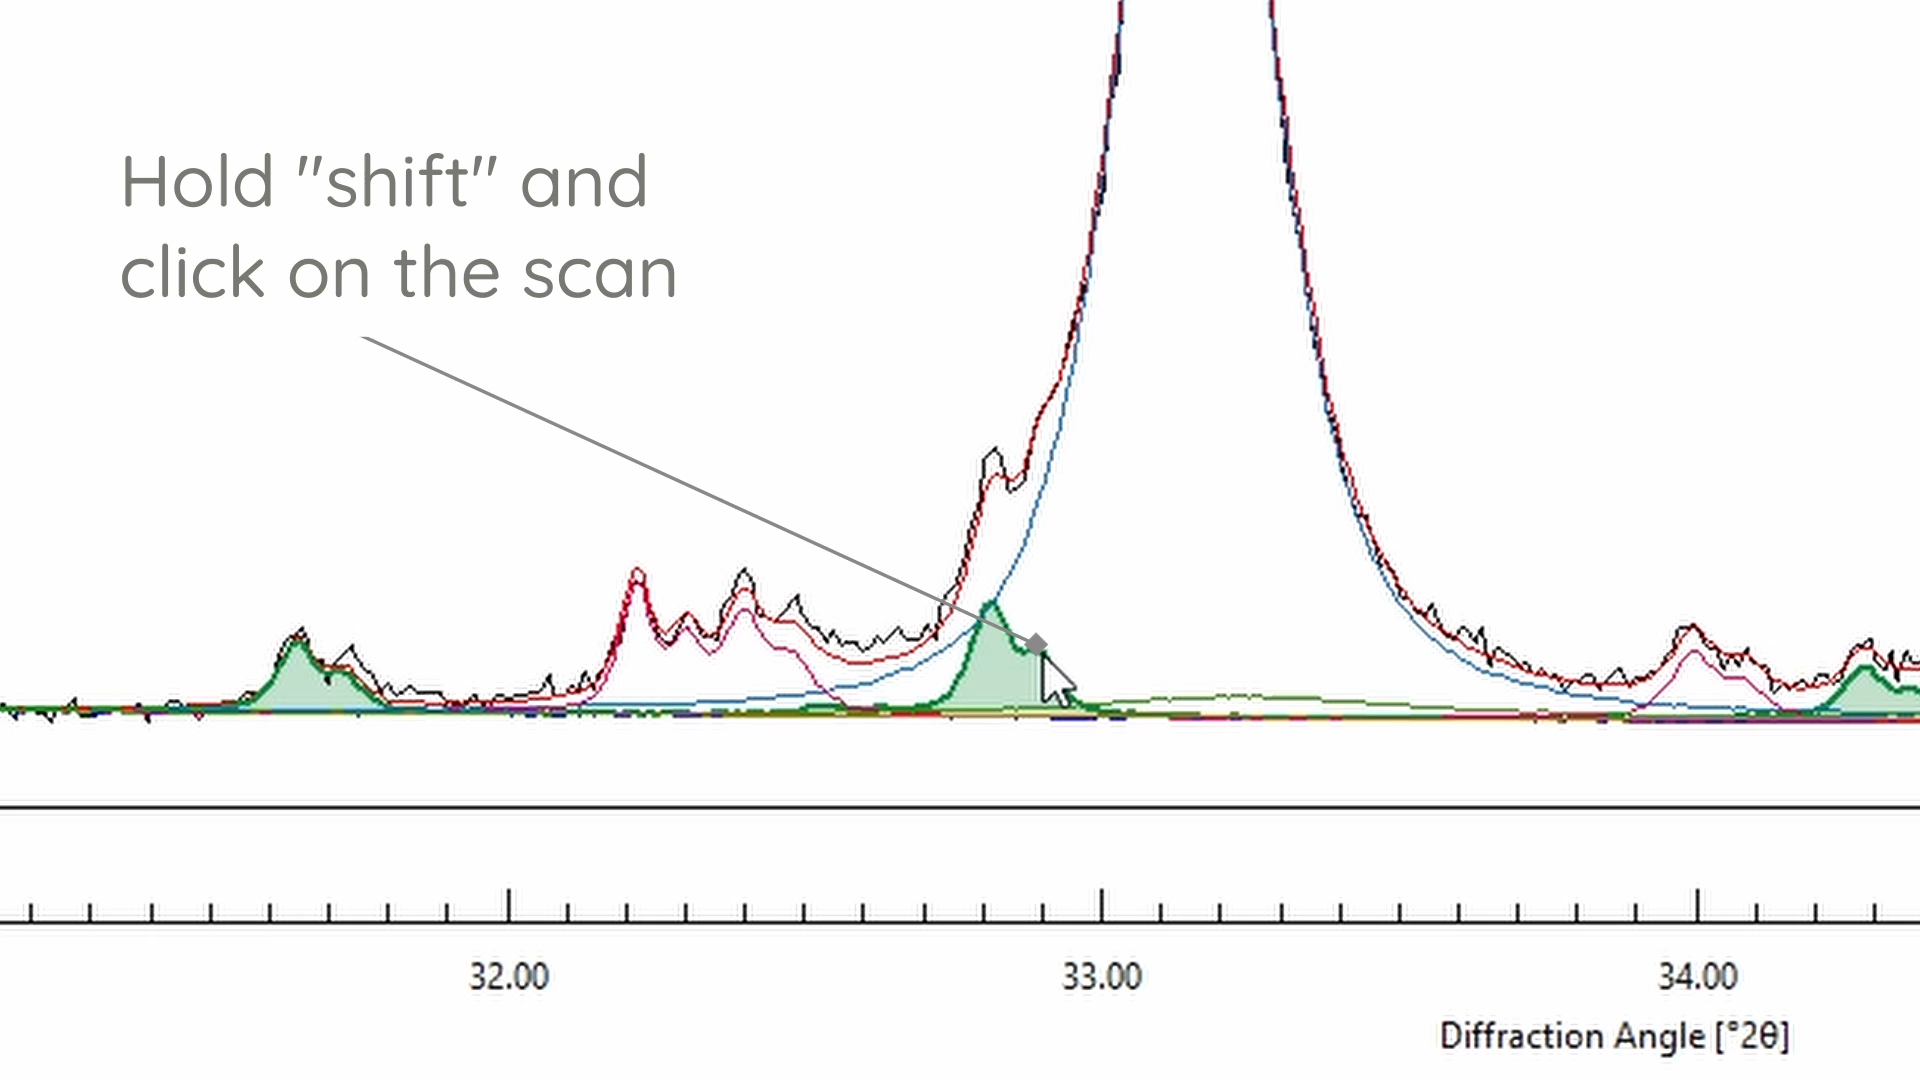 Hold "shift" and
click on the scan
32.00 33.00 34.00
Diffraction Angle [°2θ]